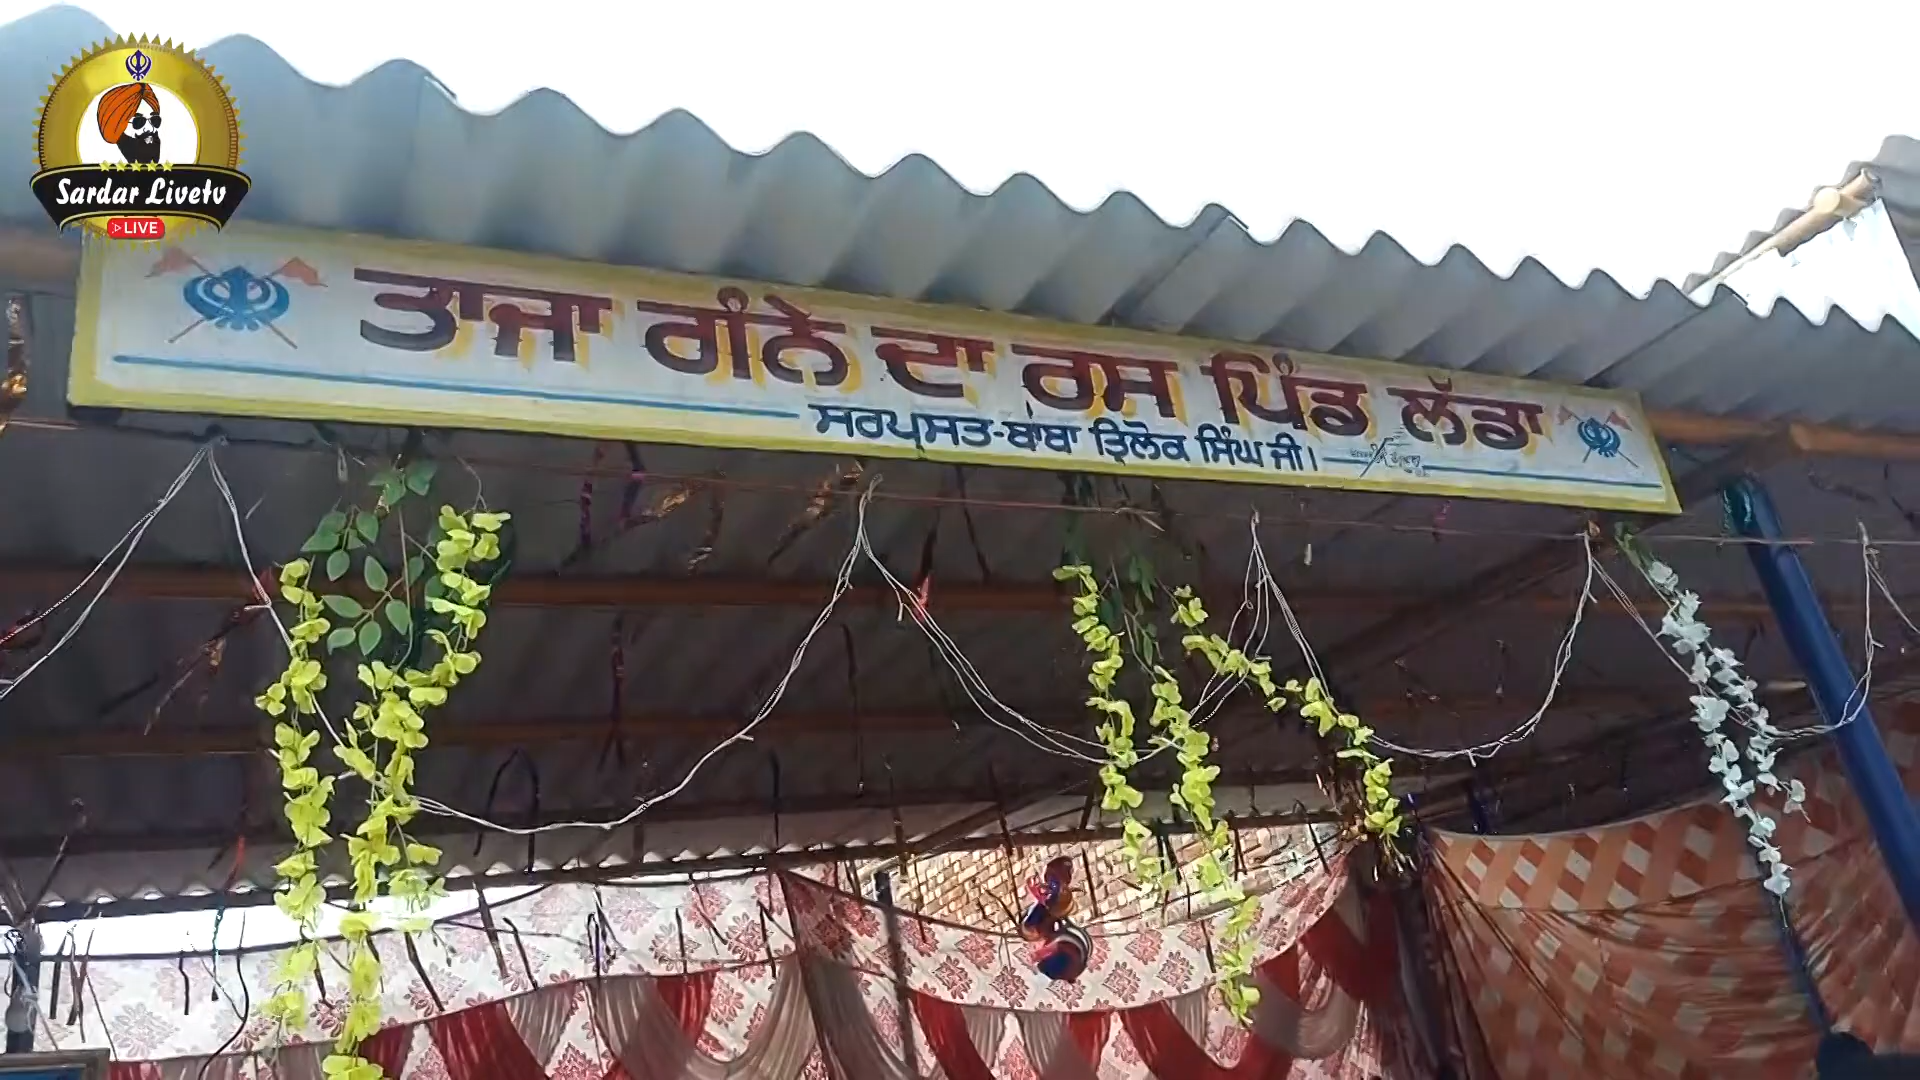 Sardar Livetv
LIVE
ਤਾਜਾ ਗੰਨੇ ਦਾ ਰਸ ਪਿੰਡ ਲੱਡਾ
ਸਰਪ੍ਰਸਤ-ਬਾਬਾ ਤ੍ਰਿਲੋਕ ਸਿੰਘ ਜੀ।